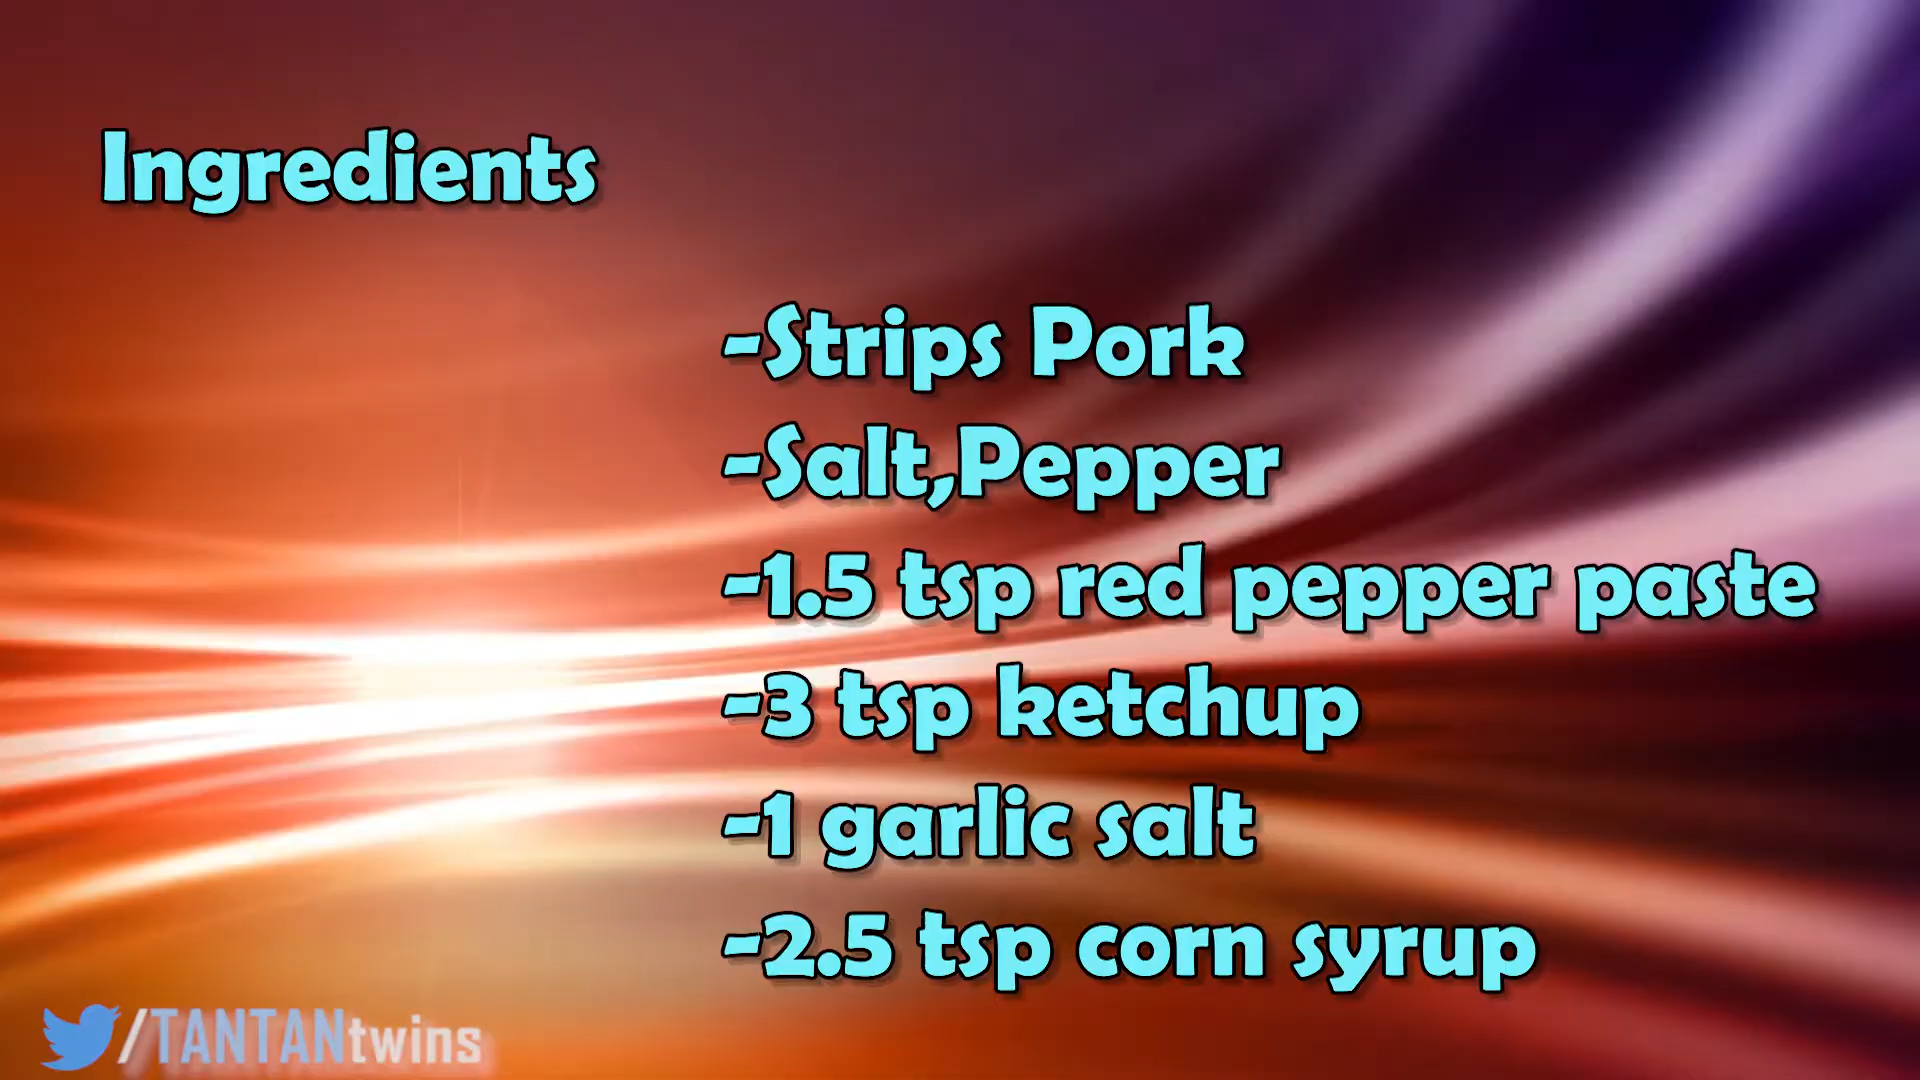 Ingredients
-Strips Pork
-Salt,Pepper
-1.5 tsp red pepper paste
-3 tsp ketchup
-1 garlic salt
-2.5 tsp corn syrup
/TANTANtwins